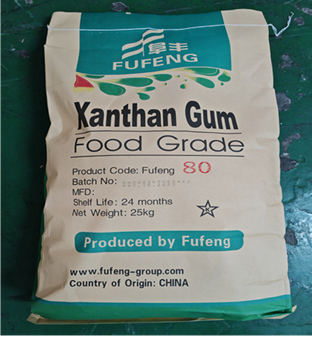 阜丰
FUFENG
Xanthan Gum
Food Grade
Product Code: Fufeng 80
Batch No:
MFD:
Shelf Life: 24 months
Net Weight: 25kg
Produced by Fufeng
www.fufeng-group.com
Country of Origin: CHINA